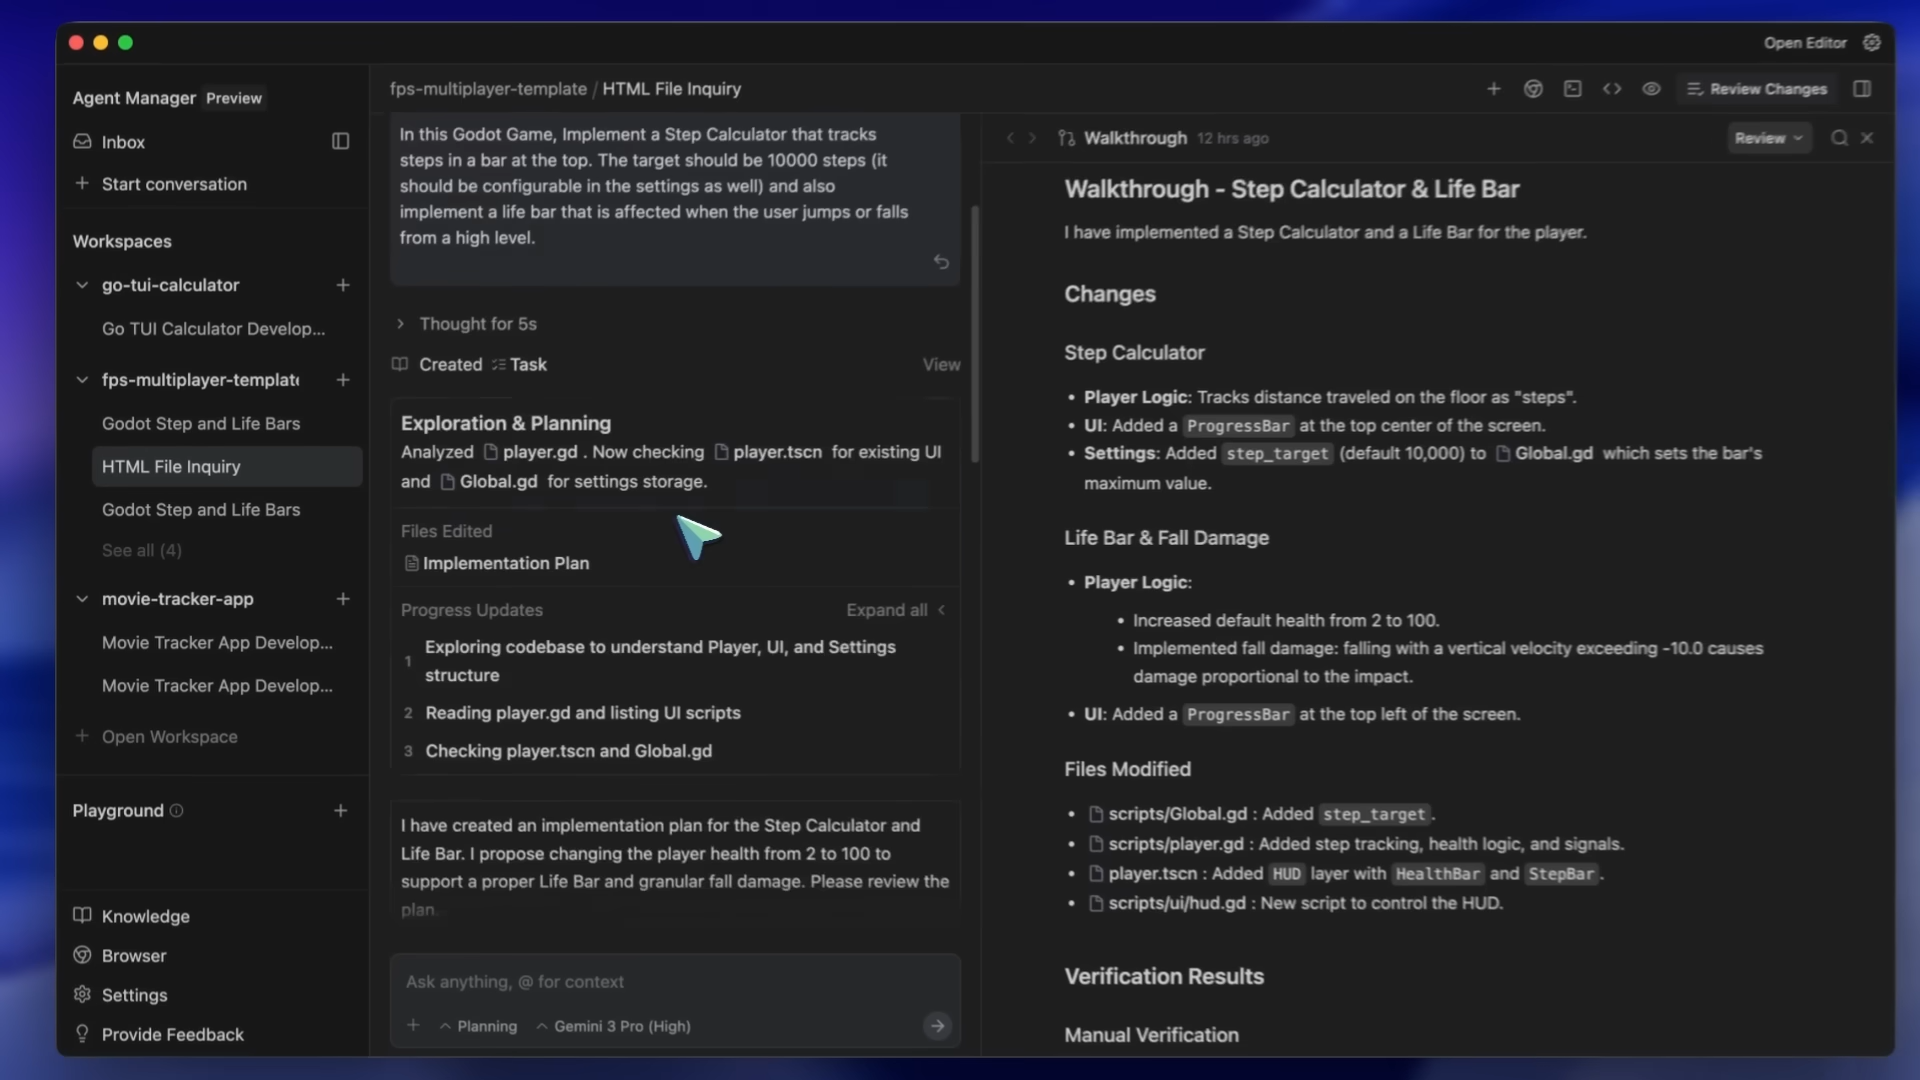 Open Editor
Agent Manager Preview
Inbox
Start conversation
Workspaces
go-tui-calculator
Go TUI Calculator Develop...
fps-multiplayer-template
Godot Step and Life Bars
HTML File Inquiry
Godot Step and Life Bars
See all (4)
movie-tracker-app
Movie Tracker App Develop...
Movie Tracker App Develop...
Open Workspace
Playground
Knowledge
Browser
Settings
Provide Feedback
fps-multiplayer-template / HTML File Inquiry
Review Changes
In this Godot Game, Implement a Step Calculator that tracks
steps in a bar at the top. The target should be 10000 steps (it
should be configurable in the settings as well) and also
implement a life bar that is affected when the user jumps or falls
from a high level.
Thought for 5s
Created Task
View
Exploration & Planning
Analyzed player.gd . Now checking player.tscn for existing UI
and Global.gd for settings storage.
Files Edited
Implementation Plan
Progress Updates
Expand all
1 Exploring codebase to understand Player, UI, and Settings
structure
2 Reading player.gd and listing UI scripts
3 Checking player.tscn and Global.gd
I have created an implementation plan for the Step Calculator and
Life Bar. I propose changing the player health from 2 to 100 to
support a proper Life Bar and granular fall damage. Please review the
plan.
Ask anything, @ for context
Planning
Gemini 3 Pro (High)
Walkthrough 12 hrs ago
Review
Walkthrough - Step Calculator & Life Bar
I have implemented a Step Calculator and a Life Bar for the player.
Changes
Step Calculator
• Player Logic: Tracks distance traveled on the floor as "steps".
• UI: Added a ProgressBar at the top center of the screen.
• Settings: Added step_target (default 10,000) to Global.gd which sets the bar's
maximum value.
Life Bar & Fall Damage
• Player Logic:
• Increased default health from 2 to 100.
• Implemented fall damage: falling with a vertical velocity exceeding -10.0 causes
damage proportional to the impact.
• UI: Added a ProgressBar at the top left of the screen.
Files Modified
• scripts/Global.gd : Added step_target.
• scripts/player.gd : Added step tracking, health logic, and signals.
• player.tscn : Added HUD layer with HealthBar and StepBar.
• scripts/ui/hud.gd : New script to control the HUD.
Verification Results
Manual Verification